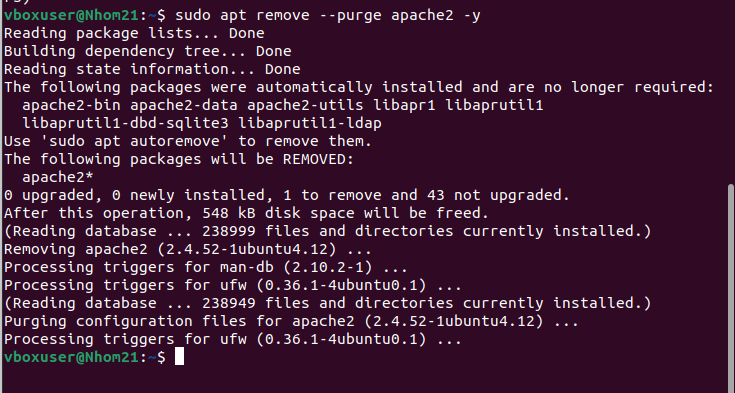 vboxuser@Nhom21:~$ sudo apt remove --purge apache2 -y
Reading package lists... Done
Building dependency tree... Done
Reading state information... Done
The following packages were automatically installed and are no longer required:
  apache2-bin apache2-data apache2-utils libapr1 libaprutil1
  libaprutil1-dbd-sqlite3 libaprutil1-ldap
Use 'sudo apt autoremove' to remove them.
The following packages will be REMOVED:
  apache2*
0 upgraded, 0 newly installed, 1 to remove and 43 not upgraded.
After this operation, 548 kB disk space will be freed.
(Reading database ... 238999 files and directories currently installed.)
Removing apache2 (2.4.52-1ubuntu4.12) ...
Processing triggers for man-db (2.10.2-1) ...
Processing triggers for ufw (0.36.1-4ubuntu0.1) ...
(Reading database ... 238949 files and directories currently installed.)
Purging configuration files for apache2 (2.4.52-1ubuntu4.12) ...
Processing triggers for ufw (0.36.1-4ubuntu0.1) ...
vboxuser@Nhom21:~$